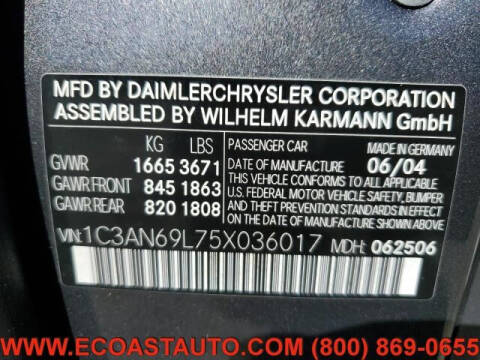 MFD BY DAIMLERCHRYSLER CORPORATION
ASSEMBLED BY WILHELM KARMANN GmbH
KG LBS PASSENGER CAR MADE IN GERMANY
GVWR 1665 3671 DATE OF MANUFACTURE 06/04
GAWR FRONT 845 1863 THIS VEHICLE CONFORMS TO ALL APPLICABLE
U.S. FEDERAL MOTOR VEHICLE SAFETY, BUMPER,
GAWR REAR 820 1808 AND THEFT PREVENTION STANDARDS IN EFFECT
ON THE DATE OF MANUFACTURE SHOWN ABOVE.
VIN: 1C3AN69L75X036017 MDH: 062506
WWW.ECOASTAUTO.COM (800) 869-0655